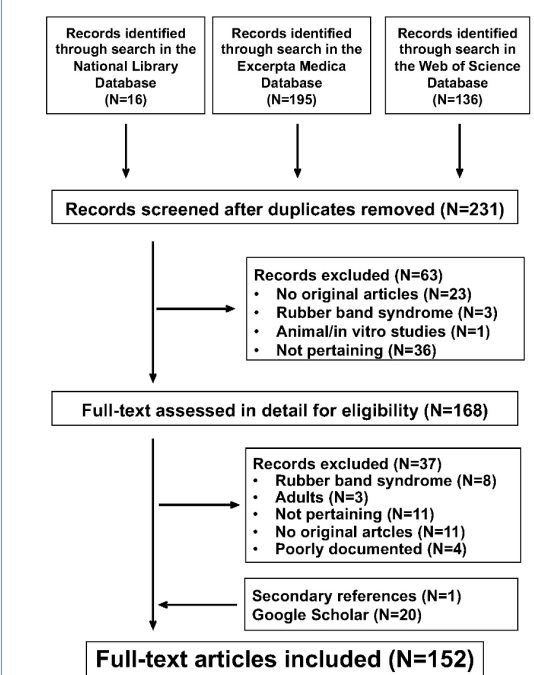 Records identified
through search in the
National Library
Database
(N=16)
Records identified
through search in the
Excerpta Medica
Database
(N=195)
Records identified
through search in
the Web of Science
Database
(N=136)
Records screened after duplicates removed (N=231)
Records excluded (N=63)
• No original articles (N=23)
• Rubber band syndrome (N=3)
• Animal/in vitro studies (N=1)
• Not pertaining (N=36)
Full-text assessed in detail for eligibility (N=168)
Records excluded (N=37)
• Rubber band syndrome (N=8)
• Adults (N=3)
• Not pertaining (N=11)
• No original artcles (N=11)
• Poorly documented (N=4)
Secondary references (N=1)
Google Scholar (N=20)
Full-text articles included (N=152)